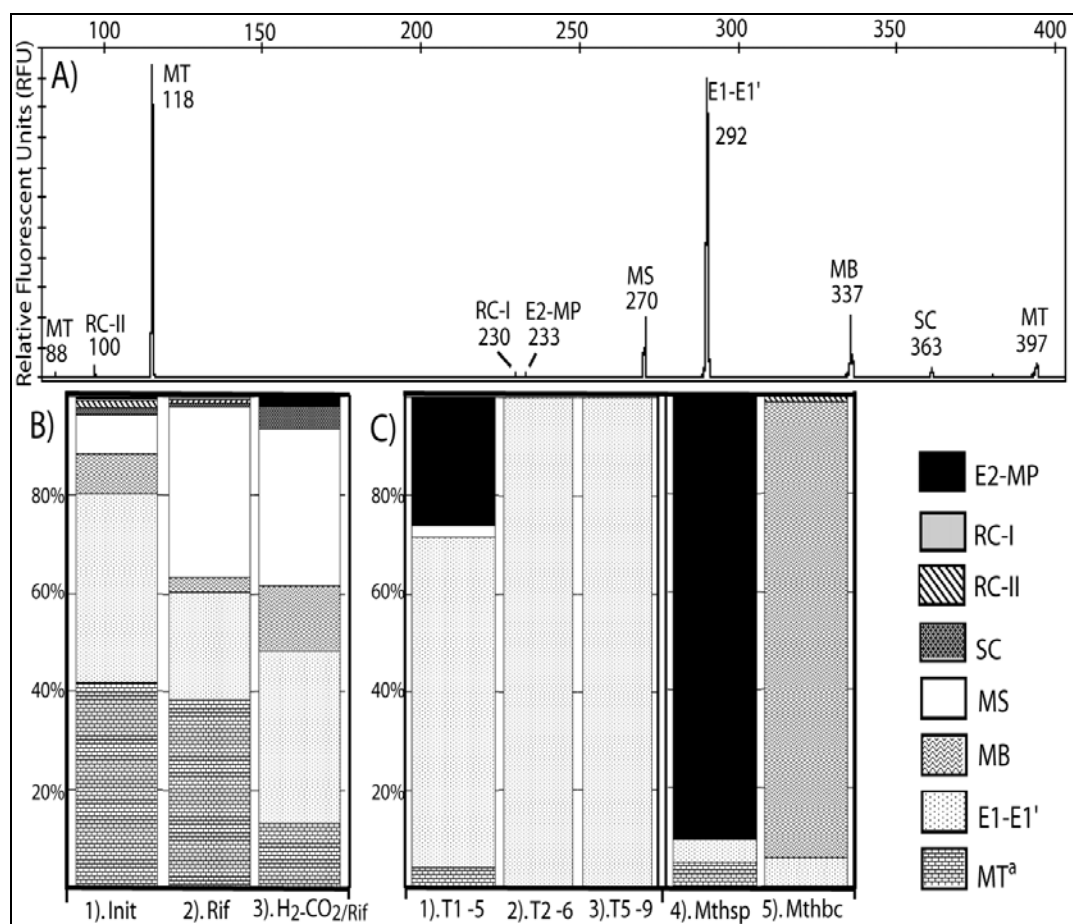 100 150 200 250 300 350 400
Relative Fluorescent Units (RFU)
A)
MT
118
E1-E1'
292
MT
88
RC-II
100
RC-I
230
E2-MP
233
MS
270
MB
337
SC
363
MT
397
B)
80%
60%
40%
20%
1). Init 2). Rif 3). H2-CO2/Rif
C)
80%
60%
40%
20%
1).T1 -5 2).T2 -6 3).T5 -9 4).Mthsp 5). Mthbc
E2-MP
RC-I
RC-II
SC
MS
MB
E1-E1'
MTª